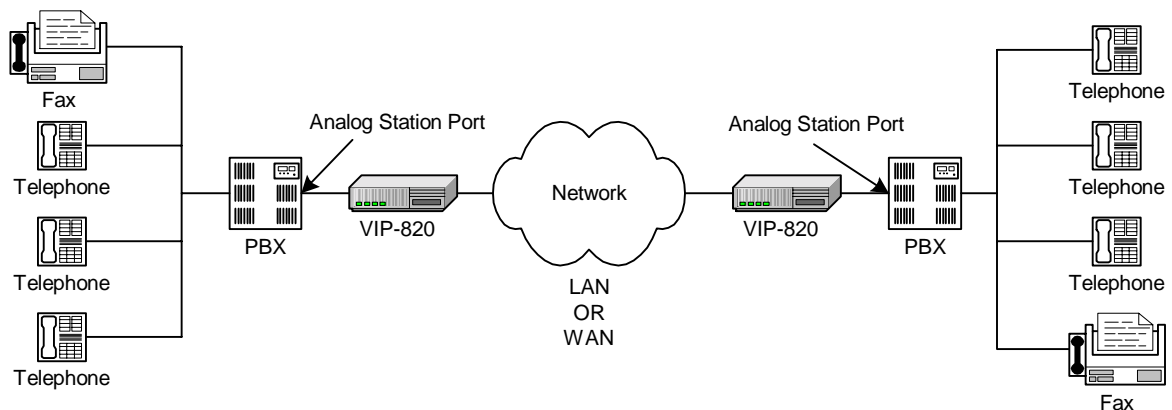 Fax
Telephone
Telephone
Telephone
Analog Station Port
PBX
VIP-820
Network
LAN
OR
WAN
Analog Station Port
VIP-820
PBX
Telephone
Telephone
Telephone
Fax